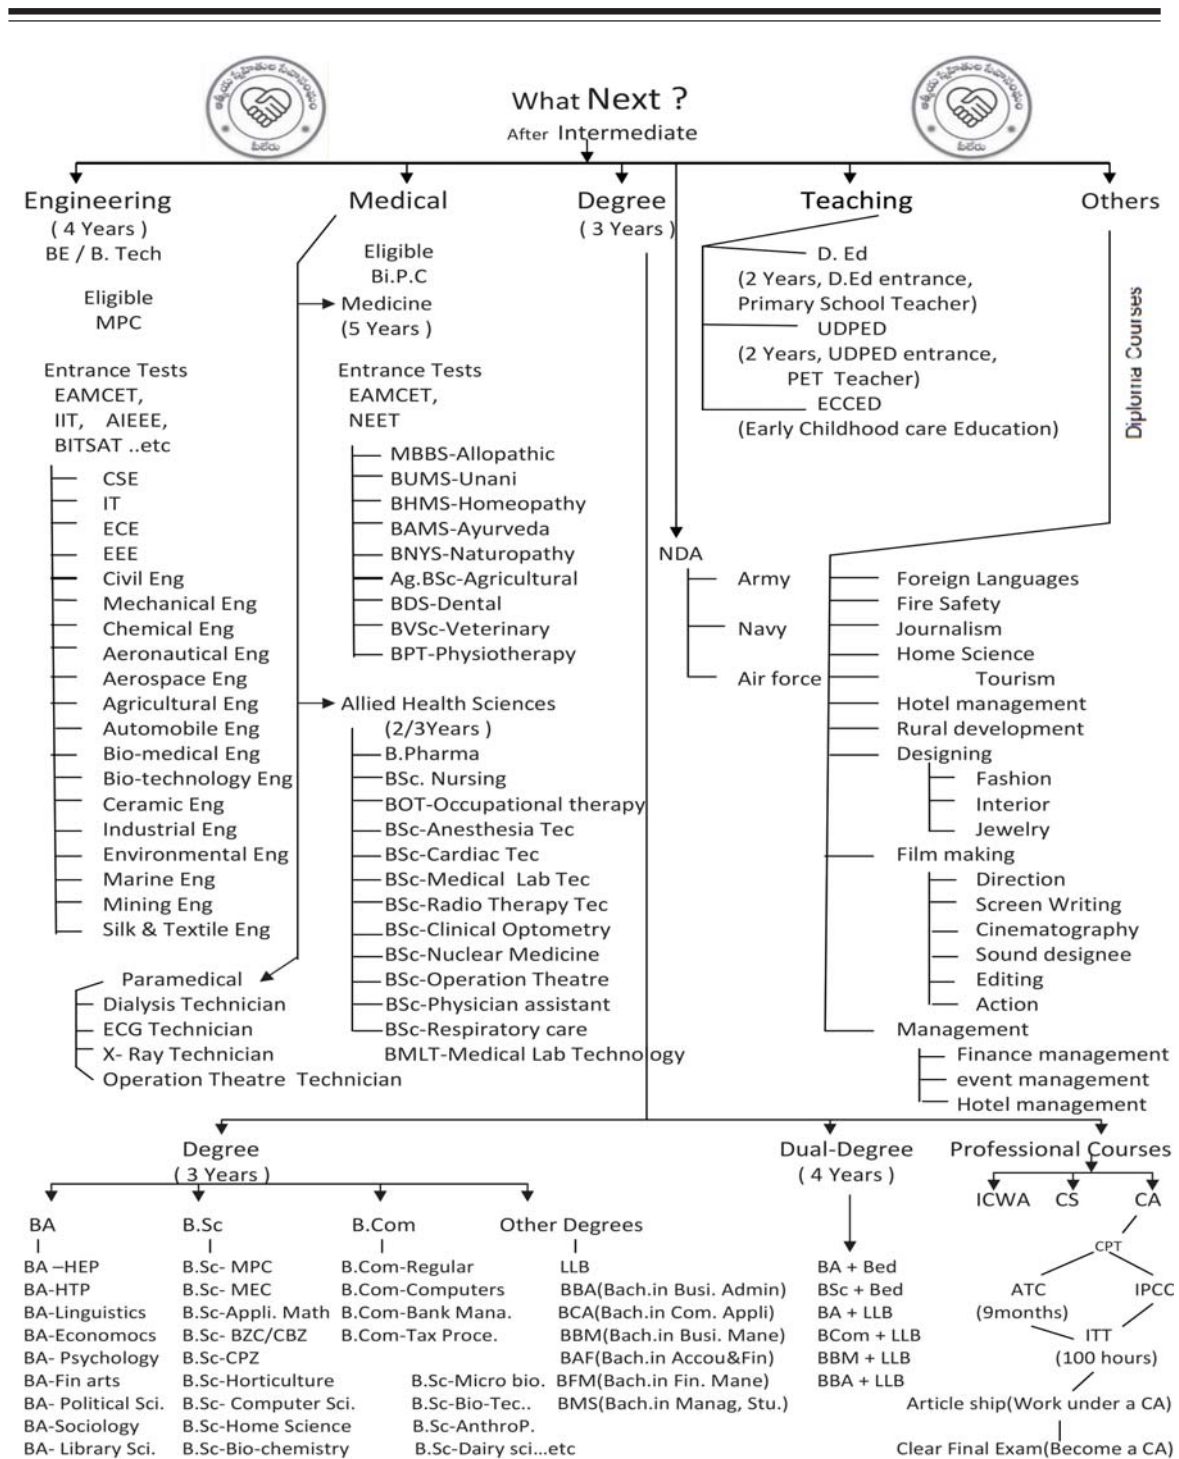 ఆత్మీయ స్నేహితుల సేవాసంఘం
పీలేరు
ఆత్మీయ స్నేహితుల సేవాసంఘం
పీలేరు
What Next ?
After Intermediate
Engineering
( 4 Years )
BE / B. Tech
Eligible
MPC
Entrance Tests
EAMCET,
IIT, AIEEE,
BITSAT ..etc
CSE
IT
ECE
EEE
Civil Eng
Mechanical Eng
Chemical Eng
Aeronautical Eng
Aerospace Eng
Agricultural Eng
Automobile Eng
Bio-medical Eng
Bio-technology Eng
Ceramic Eng
Industrial Eng
Environmental Eng
Marine Eng
Mining Eng
Silk & Textile Eng
Medical
Eligible
Bi.P.C
Medicine
(5 Years )
Entrance Tests
EAMCET,
NEET
MBBS-Allopathic
BUMS-Unani
BHMS-Homeopathy
BAMS-Ayurveda
BNYS-Naturopathy
Ag.BSc-Agricultural
BDS-Dental
BVSc-Veterinary
BPT-Physiotherapy
Allied Health Sciences
(2/3Years )
B.Pharma
BSc. Nursing
BOT-Occupational therapy
BSc-Anesthesia Tec
BSc-Cardiac Tec
BSc-Medical Lab Tec
BSc-Radio Therapy Tec
BSc-Clinical Optometry
BSc-Nuclear Medicine
BSc-Operation Theatre
BSc-Physician assistant
BSc-Respiratory care
BMLT-Medical Lab Technology
Paramedical
Dialysis Technician
ECG Technician
X- Ray Technician
Operation Theatre Technician
Degree
( 3 Years )
NDA
Army
Navy
Air force
Teaching
D. Ed
(2 Years, D.Ed entrance,
Primary School Teacher)
UDPED
(2 Years, UDPED entrance,
PET Teacher)
ECCED
(Early Childhood care Education)
Others
Diploma Courses
Foreign Languages
Fire Safety
Journalism
Home Science
Tourism
Hotel management
Rural development
Designing
Fashion
Interior
Jewelry
Film making
Direction
Screen Writing
Cinematography
Sound designee
Editing
Action
Management
Finance management
event management
Hotel management
Degree
( 3 Years )
BA
BA –HEP
BA-HTP
BA-Linguistics
BA-Economocs
BA- Psychology
BA-Fin arts
BA- Political Sci.
BA-Sociology
BA- Library Sci.
B.Sc
B.Sc- MPC
B.Sc- MEC
B.Sc-Appli. Math
B.Sc- BZC/CBZ
B.Sc-CPZ
B.Sc-Horticulture
B.Sc- Computer Sci.
B.Sc-Home Science
B.Sc-Bio-chemistry
B.Sc-Micro bio.
B.Sc-Bio-Tec..
B.Sc-AnthroP.
B.Sc-Dairy sci...etc
B.Com
B.Com-Regular
B.Com-Computers
B.Com-Bank Mana.
B.Com-Tax Proce.
Other Degrees
LLB
BBA(Bach.in Busi. Admin)
BCA(Bach.in Com. Appli)
BBM(Bach.in Busi. Mane)
BAF(Bach.in Accou&Fin)
BFM(Bach.in Fin. Mane)
BMS(Bach.in Manag, Stu.)
Dual-Degree
( 4 Years )
BA + Bed
BSc + Bed
BA + LLB
BCom + LLB
BBM + LLB
BBA + LLB
Professional Courses
ICWA CS CA
CPT
ATC IPCC
(9months)
ITT
(100 hours)
Article ship(Work under a CA)
Clear Final Exam(Become a CA)